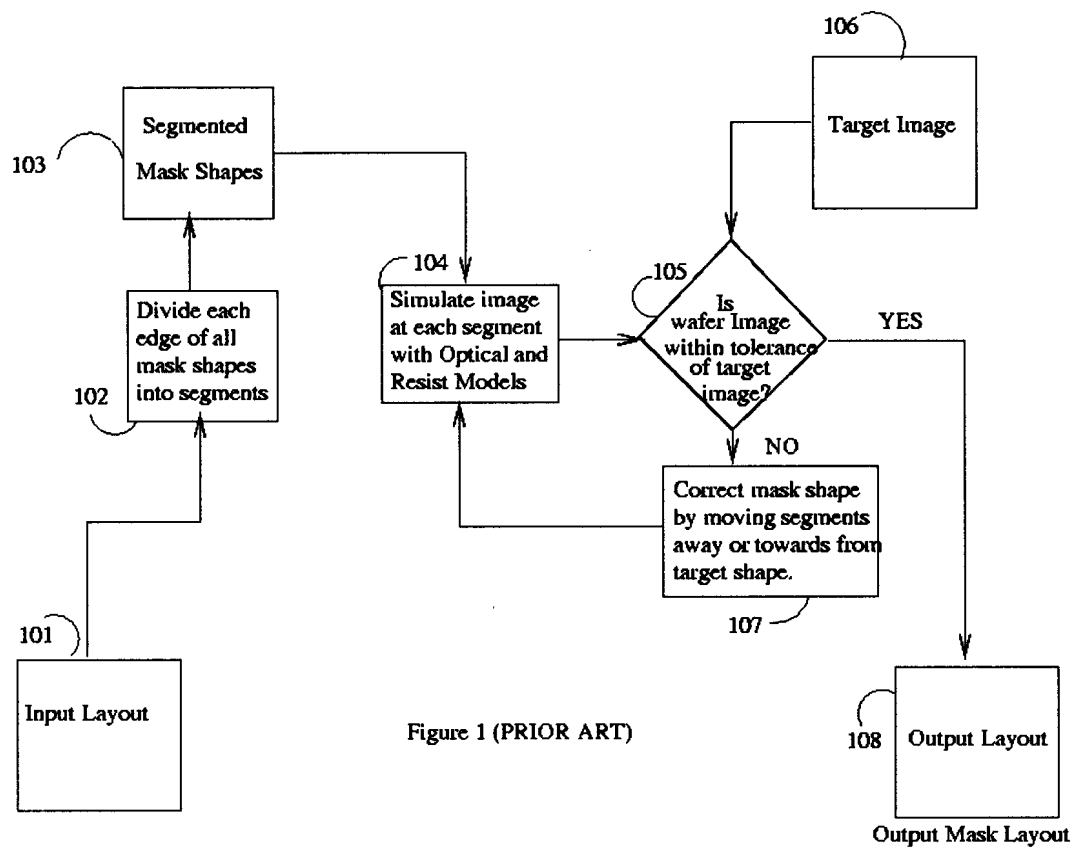 106
Target Image
103
Segmented
Mask Shapes
104
Simulate image
at each segment
with Optical and
Resist Models
105
Is
wafer Image
within tolerance
of target
image?
YES
NO
102
Divide each
edge of all
mask shapes
into segments
Correct mask shape
by moving segments
away or towards from
target shape.
107
101
Input Layout
Figure 1 (PRIOR ART)
108
Output Layout
Output Mask Layout